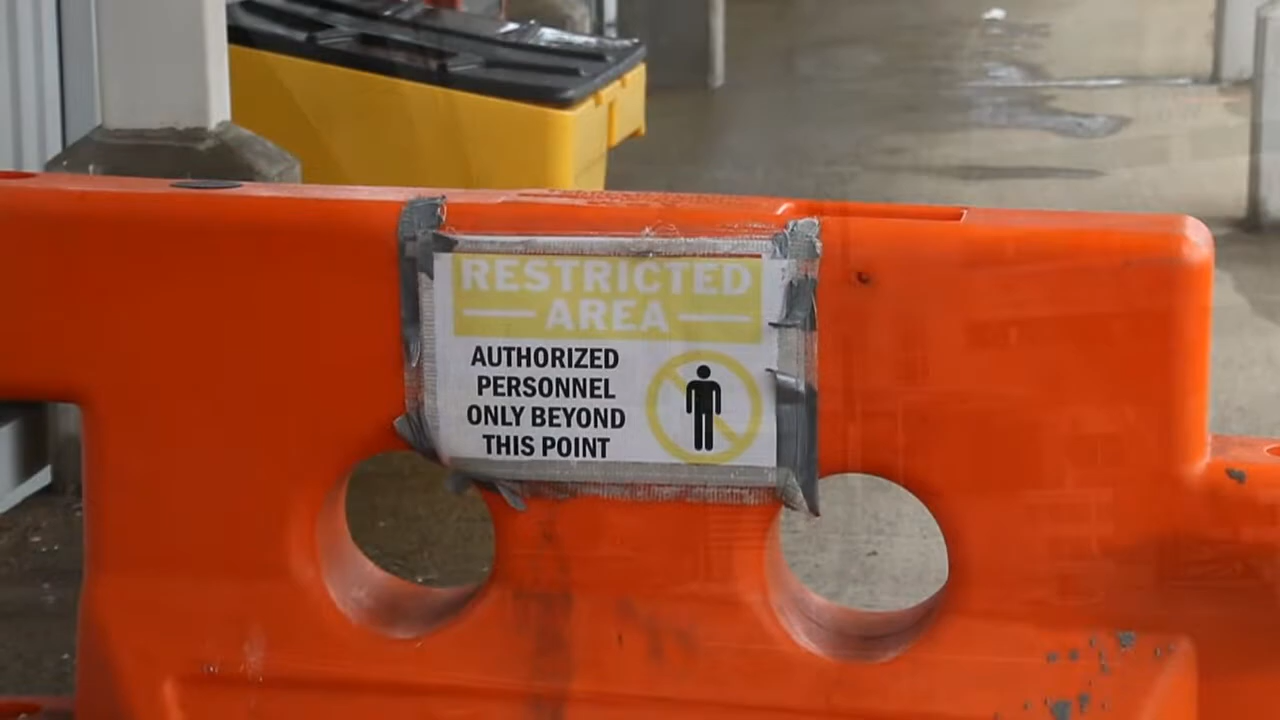 RESTRICTED
AREA
AUTHORIZED
PERSONNEL
ONLY BEYOND
THIS POINT